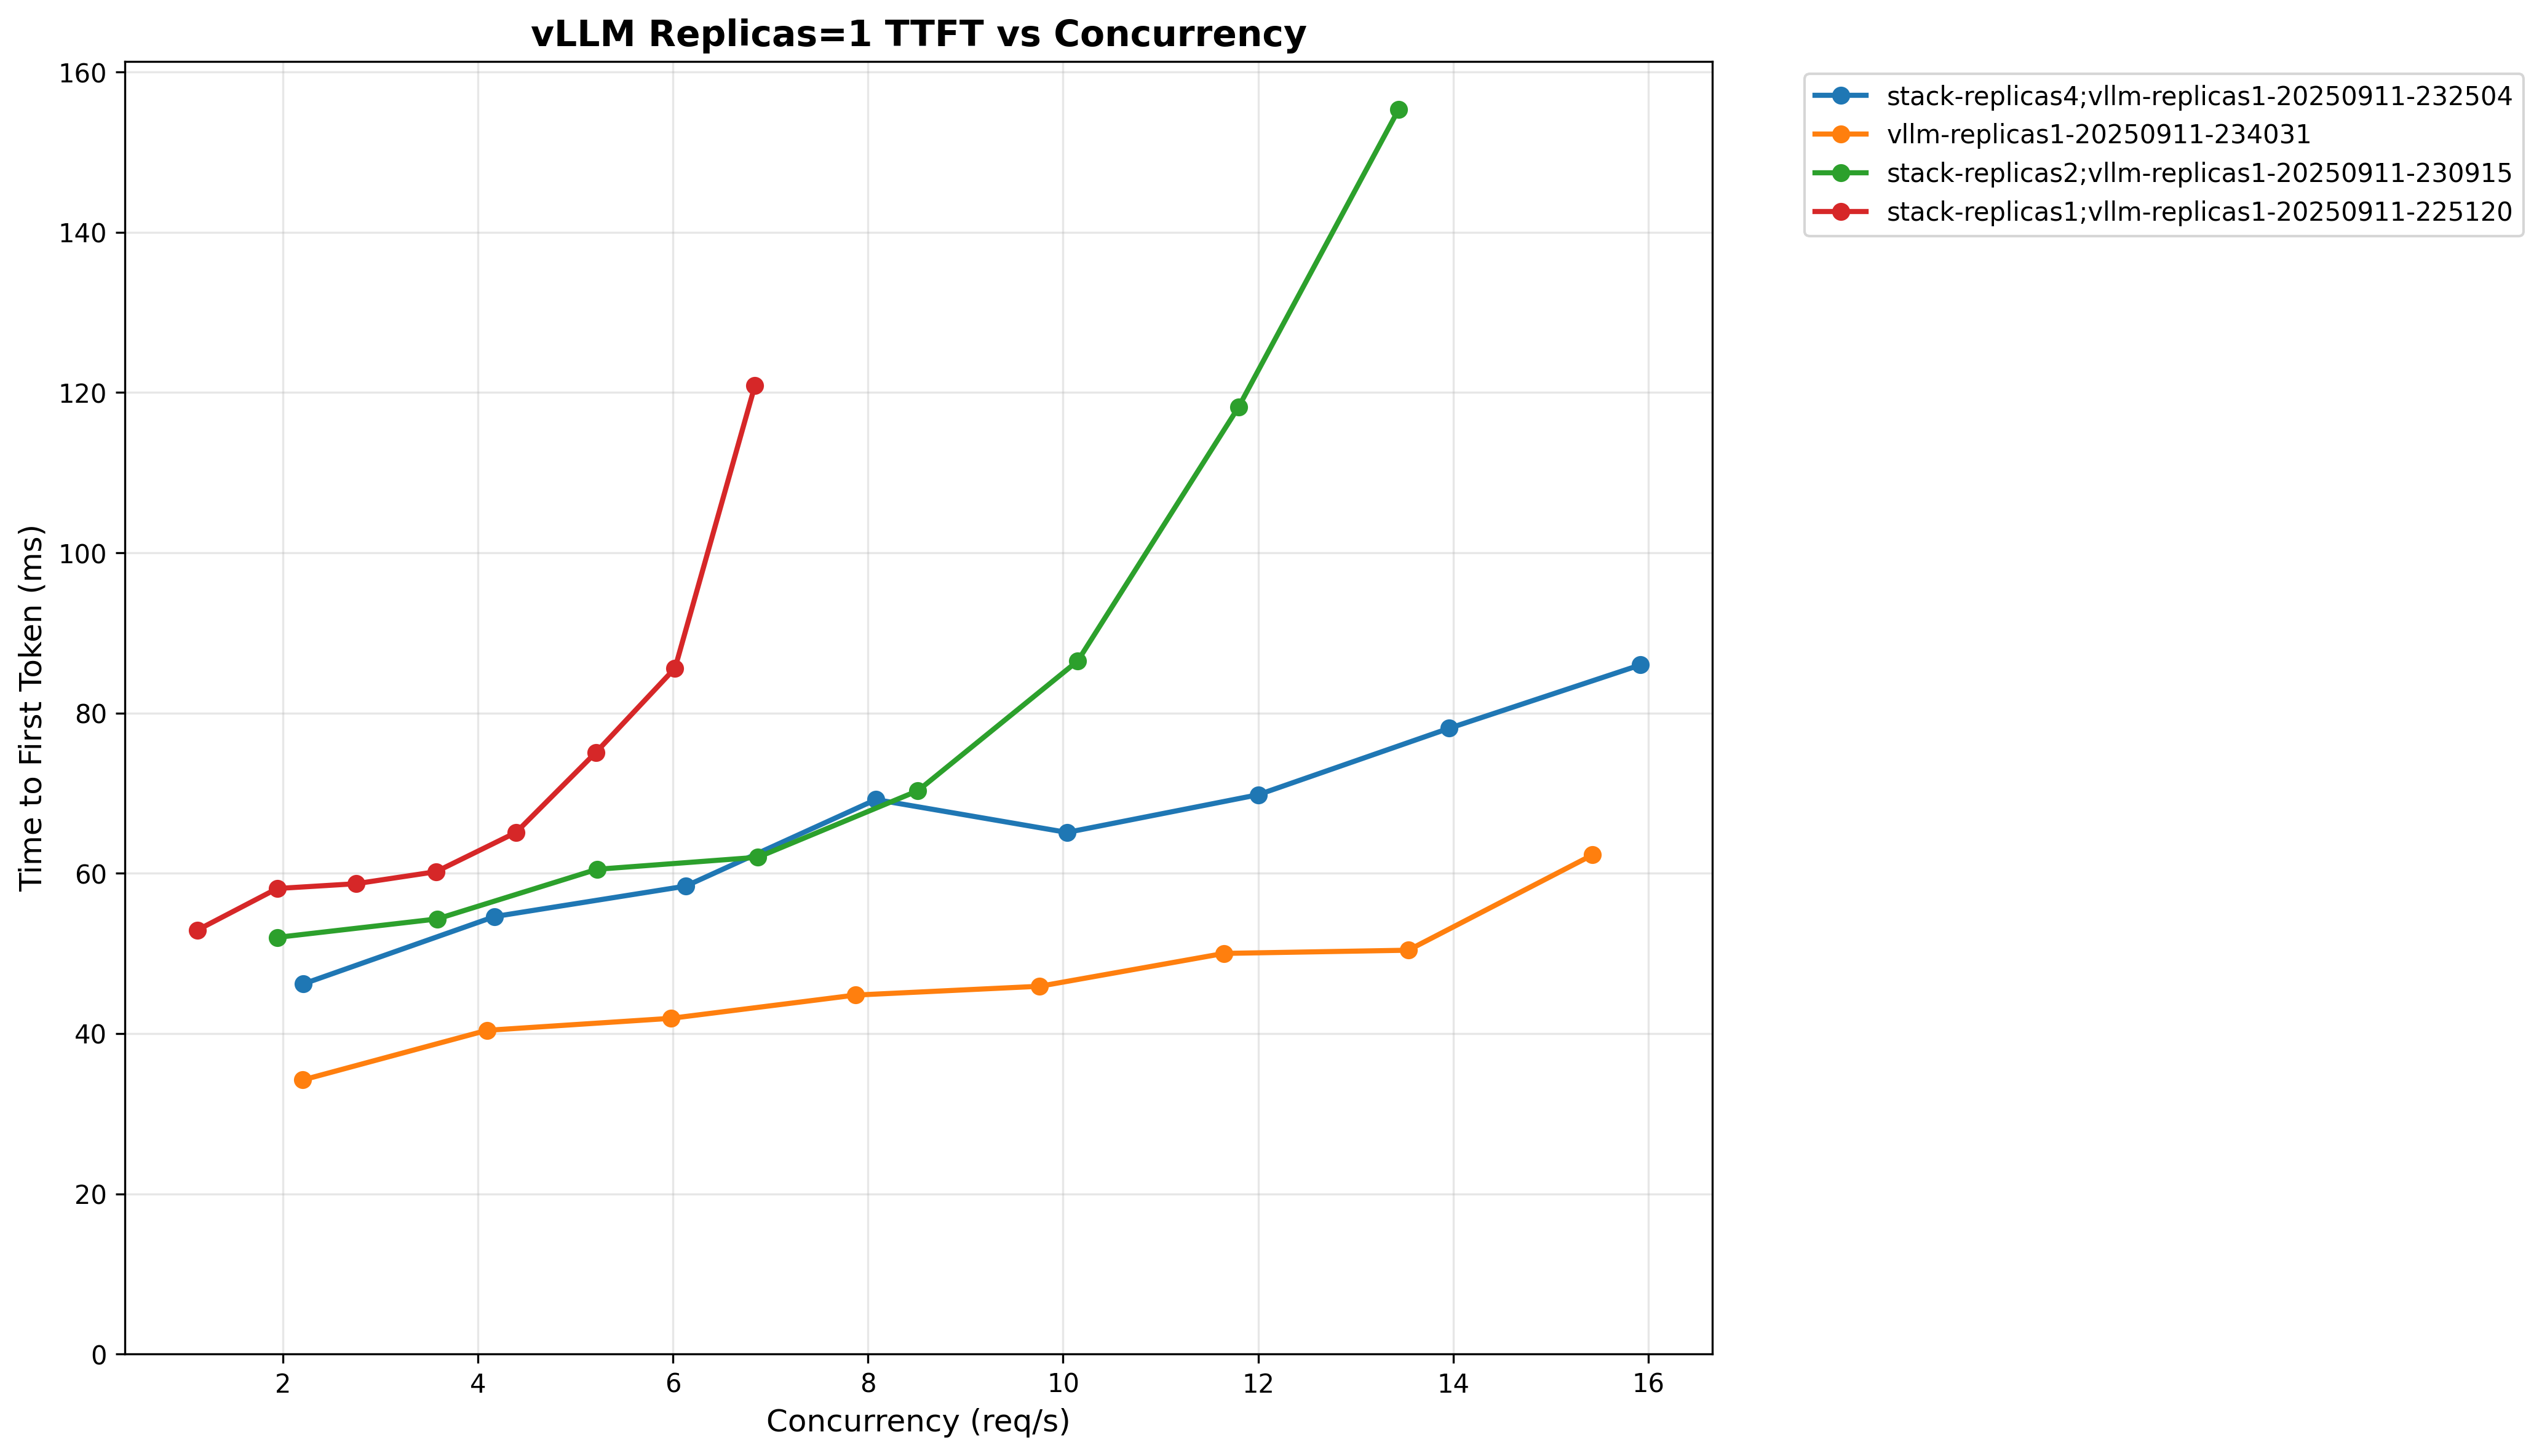 vLLM Replicas=1 TTFT vs Concurrency
stack-replicas4;vllm-replicas1-20250911-232504
vllm-replicas1-20250911-234031
stack-replicas2;vllm-replicas1-20250911-230915
stack-replicas1;vllm-replicas1-20250911-225120
Time to First Token (ms)
160
140
120
100
80
60
40
20
0
2 4 6 8 10 12 14 16
Concurrency (req/s)